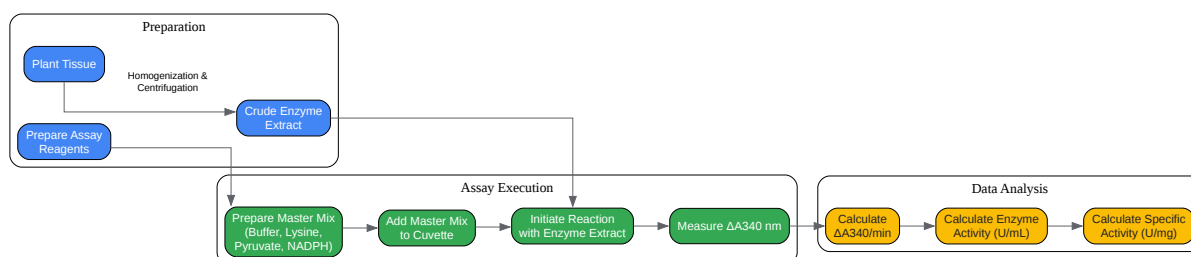 Preparation
Plant Tissue
Homogenization &
Centrifugation
Crude Enzyme
Extract
Prepare Assay
Reagents
Assay Execution
Prepare Master Mix
(Buffer, Lysine,
Pyruvate, NADPH)
Add Master Mix
to Cuvette
Initiate Reaction
with Enzyme Extract
Measure ΔA340 nm
Data Analysis
Calculate
ΔA340/min
Calculate Enzyme
Activity (U/mL)
Calculate Specific
Activity (U/mg)